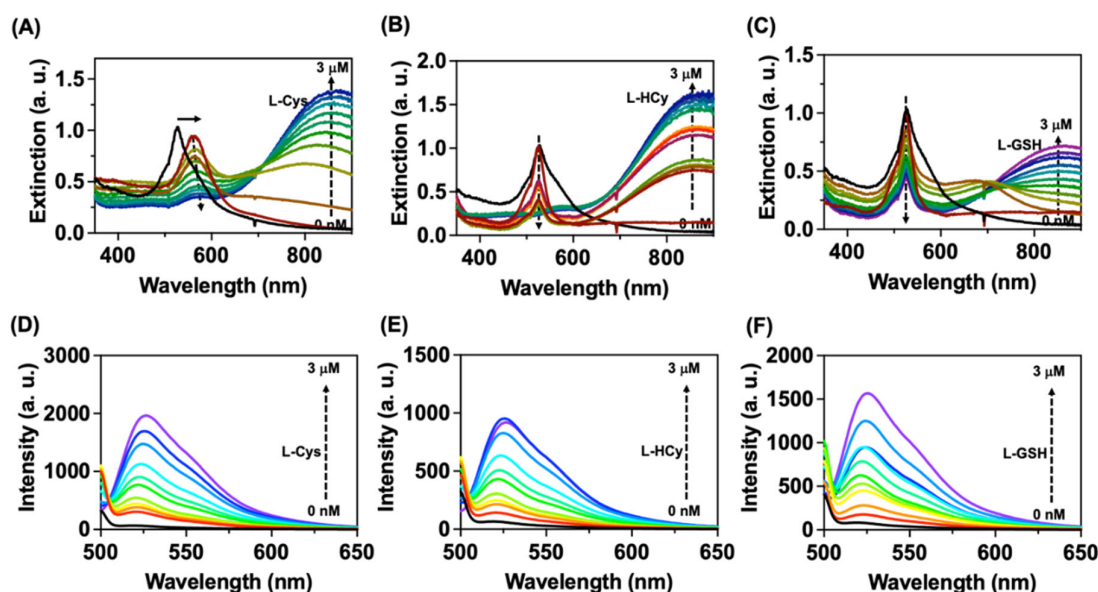 (A)
Extinction (a. u.)
1.5
1.0
0.5
0.0
3 μM
L-Cys
0 nM
400
600
800
Wavelength (nm)
(B)
Extinction (a. u.)
2.0
1.5
1.0
0.5
0.0
3 μM
L-HCy
0 nM
400
600
800
Wavelength (nm)
(C)
Extinction (a. u.)
1.5
1.0
0.5
0.0
3 μM
L-GSH
0 nM
400
600
800
Wavelength (nm)
(D)
Intensity (a. u.)
3000
2000
1000
0
3 μM
L-Cys
0 nM
500
550
600
650
Wavelength (nm)
(E)
Intensity (a. u.)
1500
1000
500
0
3 μM
L-HCy
0 nM
500
550
600
650
Wavelength (nm)
(F)
Intensity (a. u.)
2000
1500
1000
500
0
3 μM
L-GSH
0 nM
500
550
600
650
Wavelength (nm)